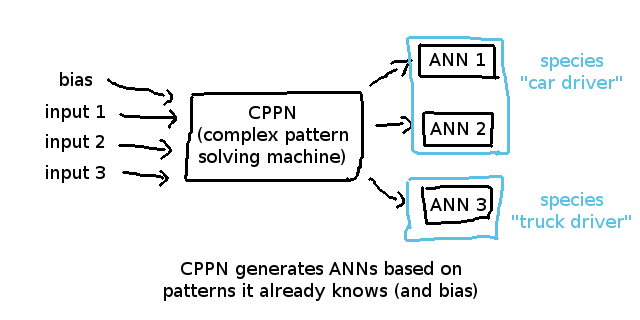 bias
input 1
input 2
input 3
CPPN
(complex pattern
solving machine)
ANN 1
ANN 2
species
"car driver"
ANN 3
species
"truck driver"
CPPN generates ANNs based on
patterns it already knows (and bias)